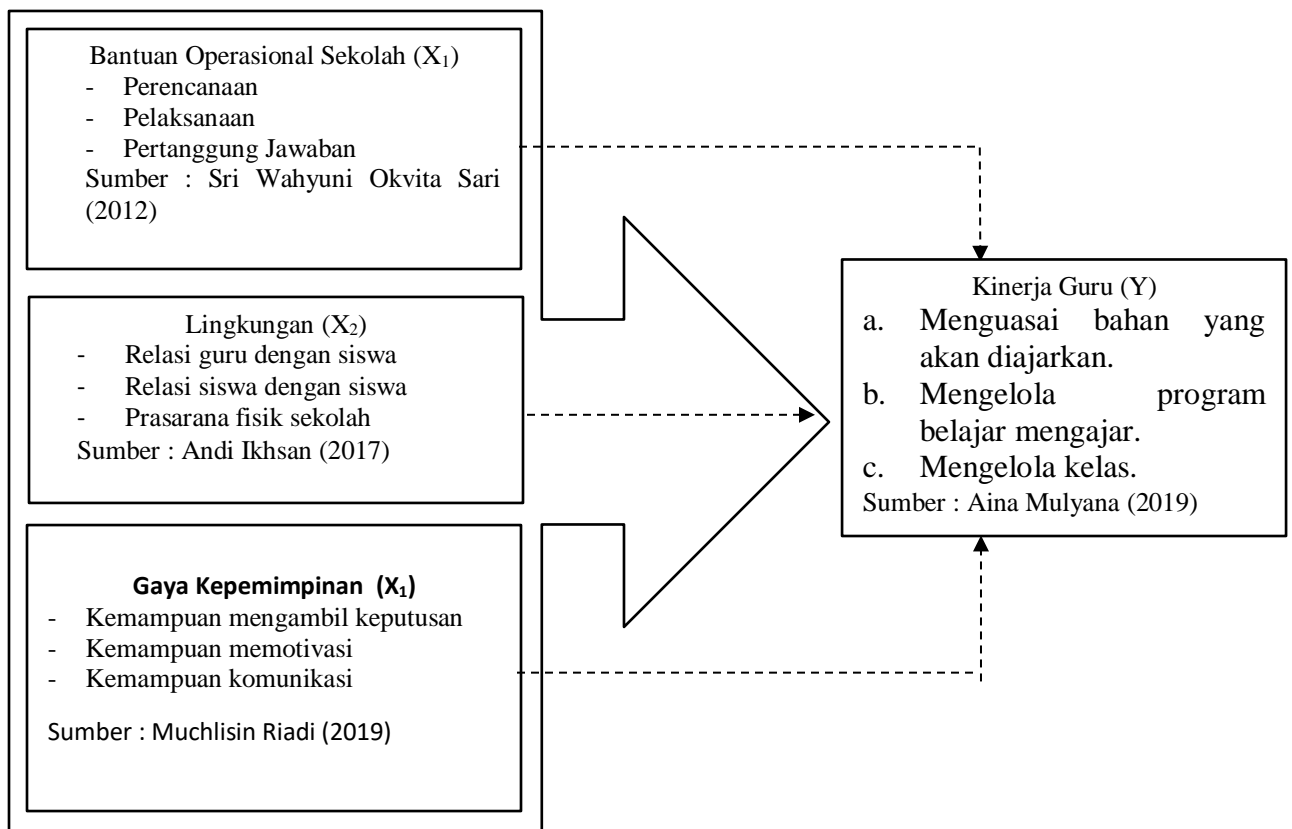 Bantuan Operasional Sekolah (X₁)
- Perencanaan
- Pelaksanaan
- Pertanggung Jawaban
Sumber : Sri Wahyuni Okvita Sari
(2012)
Lingkungan (X₂)
- Relasi guru dengan siswa
- Relasi siswa dengan siswa
- Prasarana fisik sekolah
Sumber : Andi Ikhsan (2017)
Gaya Kepemimpinan (X₁)
- Kemampuan mengambil keputusan
- Kemampuan memotivasi
- Kemampuan komunikasi
Sumber : Muchlisin Riadi (2019)
Kinerja Guru (Y)
a. Menguasai bahan yang
akan diajarkan.
b. Mengelola program
belajar mengajar.
c. Mengelola kelas.
Sumber : Aina Mulyana (2019)